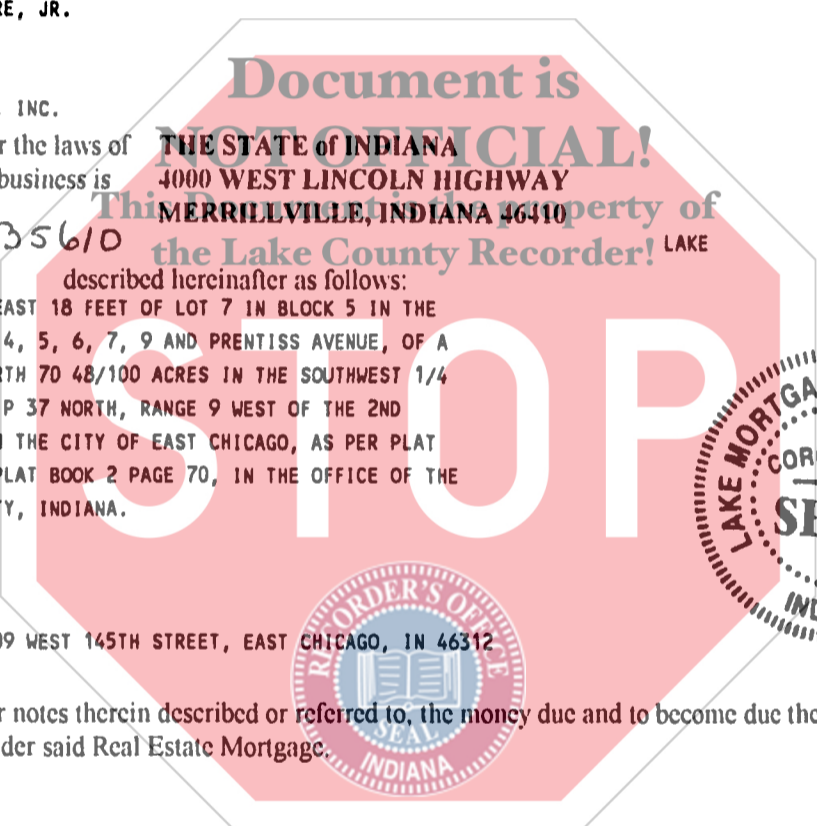 RE, JR.
Document is
INC.
r the laws of THE STATE of INDIANA
NOT OFFICIAL!
business is 4000 WEST LINCOLN HIGHWAY
MERRILLVILLE, INDIANA 46410
This Document is the property of
35610
the Lake County Recorder! LAKE
described hereinafter as follows:
EAST 18 FEET OF LOT 7 IN BLOCK 5 IN THE
4, 5, 6, 7, 9 AND PRENTISS AVENUE, OF A
RTH 70 48/100 ACRES IN THE SOUTHWEST 1/4
P 37 NORTH, RANGE 9 WEST OF THE 2ND
THE CITY OF EAST CHICAGO, AS PER PLAT
PLAT BOOK 2 PAGE 70, IN THE OFFICE OF THE
TY, INDIANA.
STOP
LAKE MORTGA
COR
SE
IND
09 WEST 145TH STREET, EAST CHICAGO, IN 46312
RECORDER'S OFFICE
SEAL
INDIANA
r notes therein described or referred to, the money due and to become due the
der said Real Estate Mortgage.